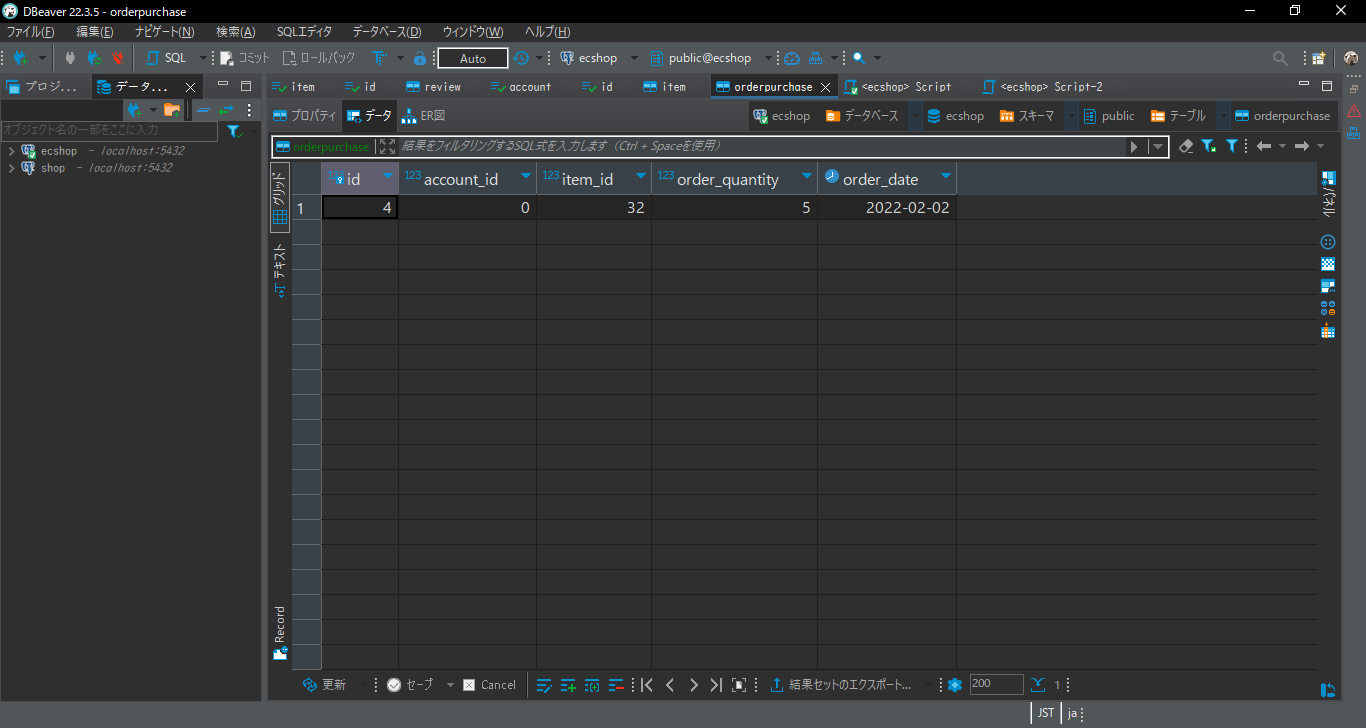 DBeaver 22.3.5 - orderpurchase
ファイル(F) 編集(E) ナビゲート(N) 検索(A) SQLエディタ データベース(D) ウィンドウ(W) ヘルプ(H)
SQL コミット ロールバック Auto ecshop public@ecshop
プロジ... データ... item id review account id item orderpurchase <ecshop> Script <ecshop> Script-2
プロパティ データ ER図 ecshop データベース ecshop スキーマ public テーブル orderpurchase
オブジェクト名の一部をここに入力
orderpurchase 結果をフィルタリングするSQL式を入力します (Ctrl + Spaceを使用)
ecshop - localhost:5432
shop - localhost:5432
グリッド
テキスト
Record
パネル
123 id 123 account_id 123 item_id 123 order_quantity order_date
1 4 0 32 5 2022-02-02
更新 セーブ Cancel 結果セットのエクスポート... 200 1
JST ja